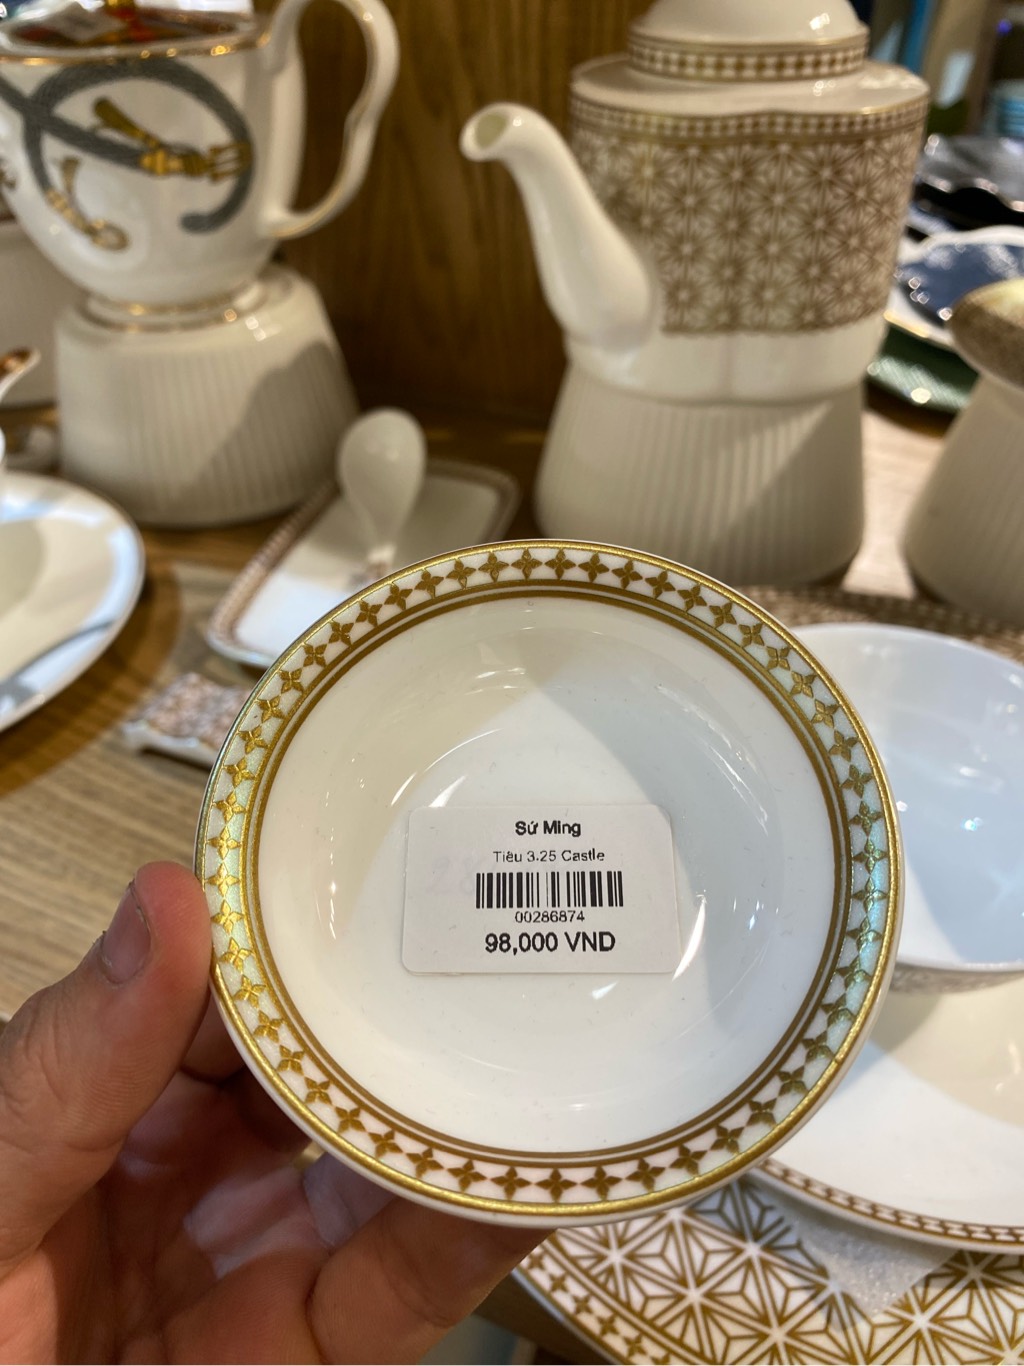 Sứ Ming
Tiêu 3.25 Castle
00286874
98,000 VND